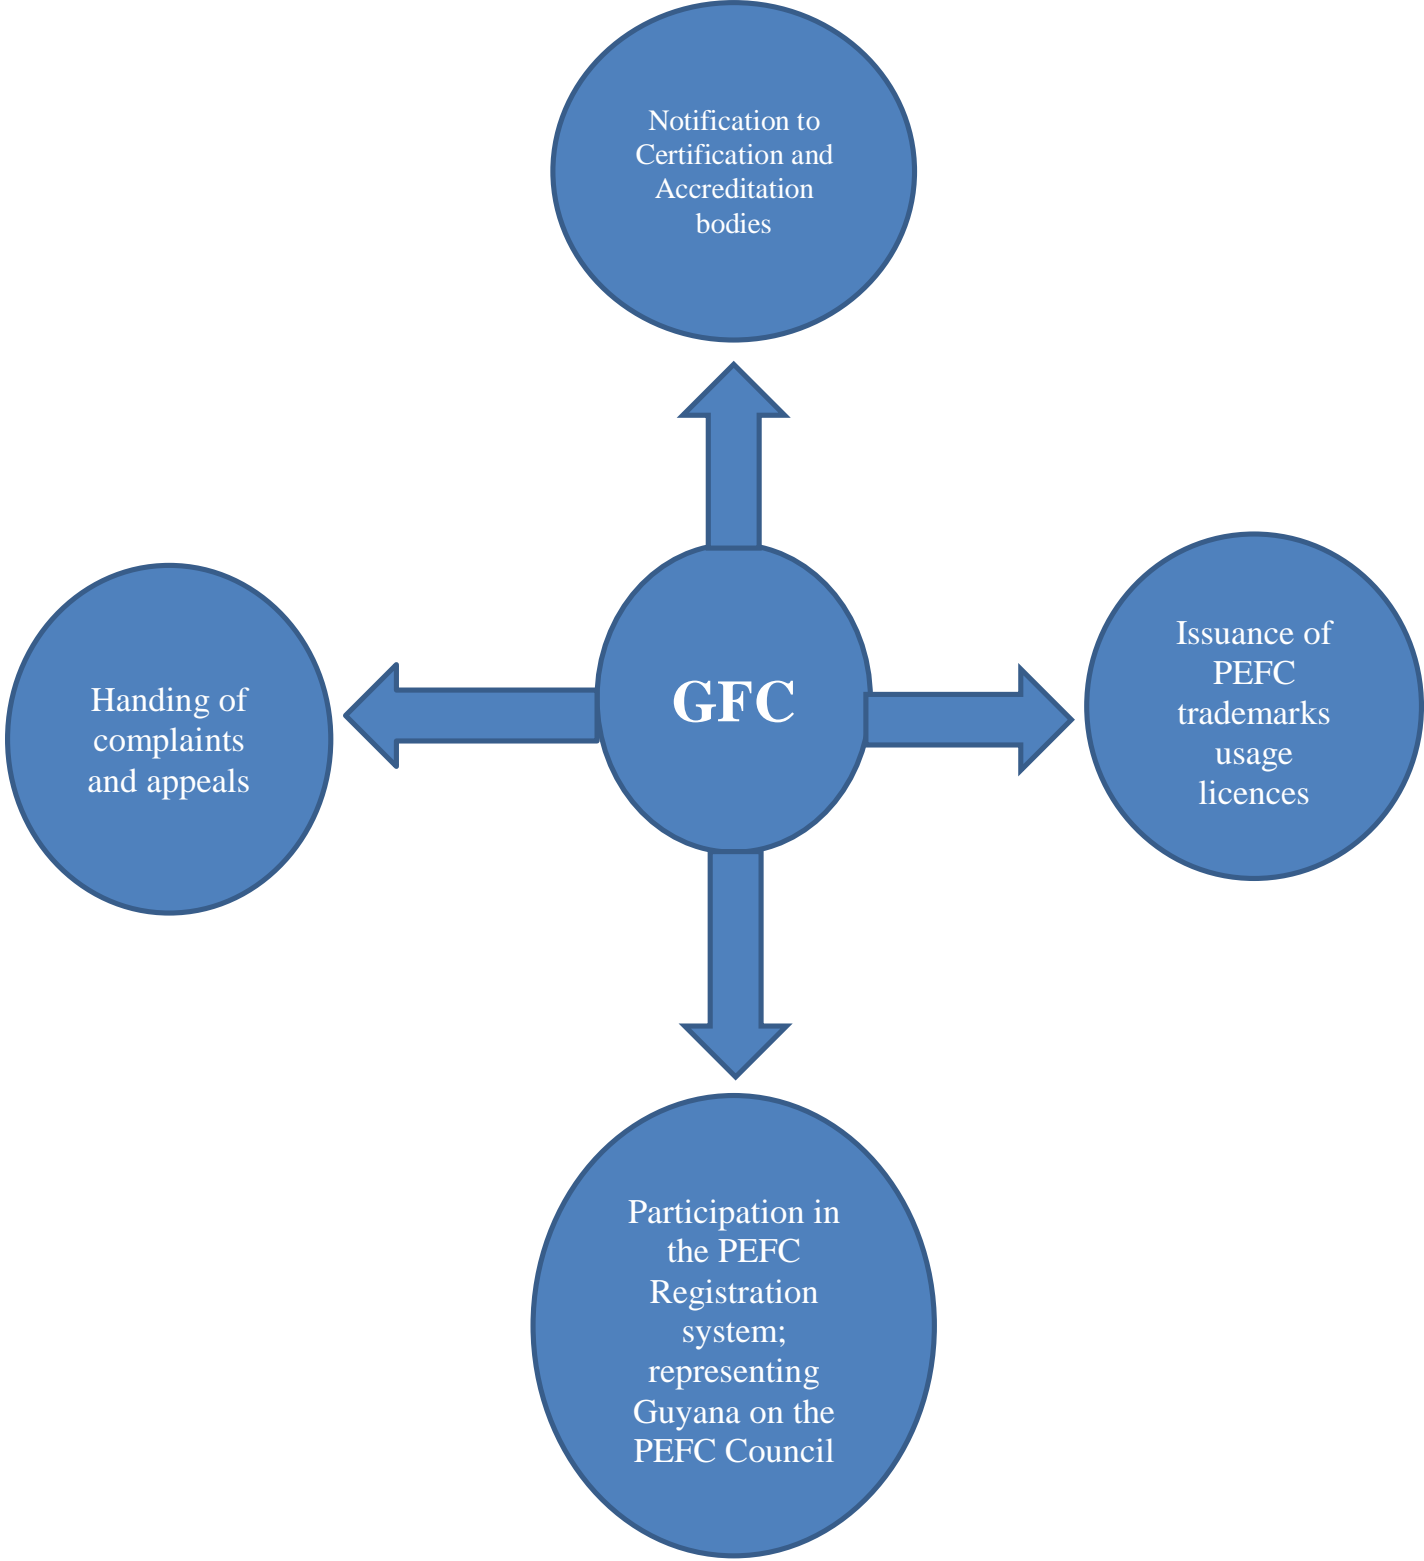 Notification to
Certification and
Accreditation
bodies
Handing of
complaints
and appeals
GFC
Issuance of
PEFC
trademarks
usage
licences
Participation in
the PEFC
Registration
system;
representing
Guyana on the
PEFC Council